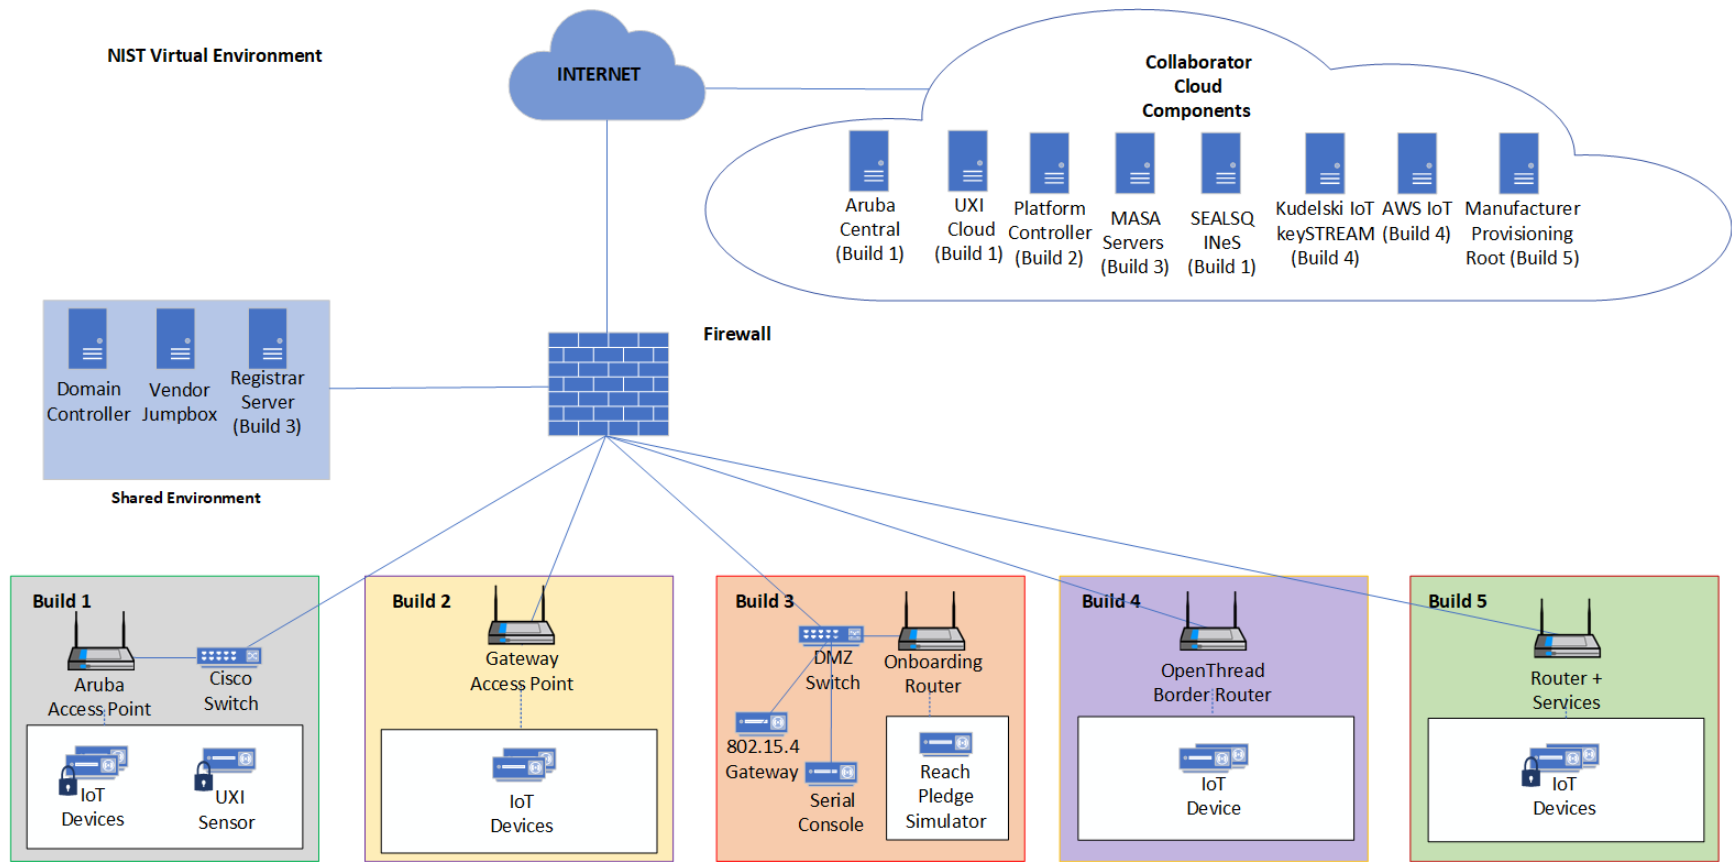 NIST Virtual Environment
INTERNET
Collaborator
Cloud
Components
Aruba
Central
(Build 1)
UXI
Cloud
(Build 1)
Platform
Controller
(Build 2)
MASA
Servers
(Build 3)
SEALSQ
INeS
(Build 1)
Kudelski IoT
keySTREAM
(Build 4)
AWS IoT
(Build 4)
Manufacturer
Provisioning
Root (Build 5)
Firewall
Domain
Controller
Vendor
Jumpbox
Registrar
Server
(Build 3)
Shared Environment
Build 1
Aruba
Access Point
Cisco
Switch
IoT
Devices
UXI
Sensor
Build 2
Gateway
Access Point
IoT
Devices
Build 3
DMZ
Switch
Onboarding
Router
802.15.4
Gateway
Serial
Console
Reach
Pledge
Simulator
Build 4
OpenThread
Border Router
IoT
Device
Build 5
Router +
Services
IoT
Devices